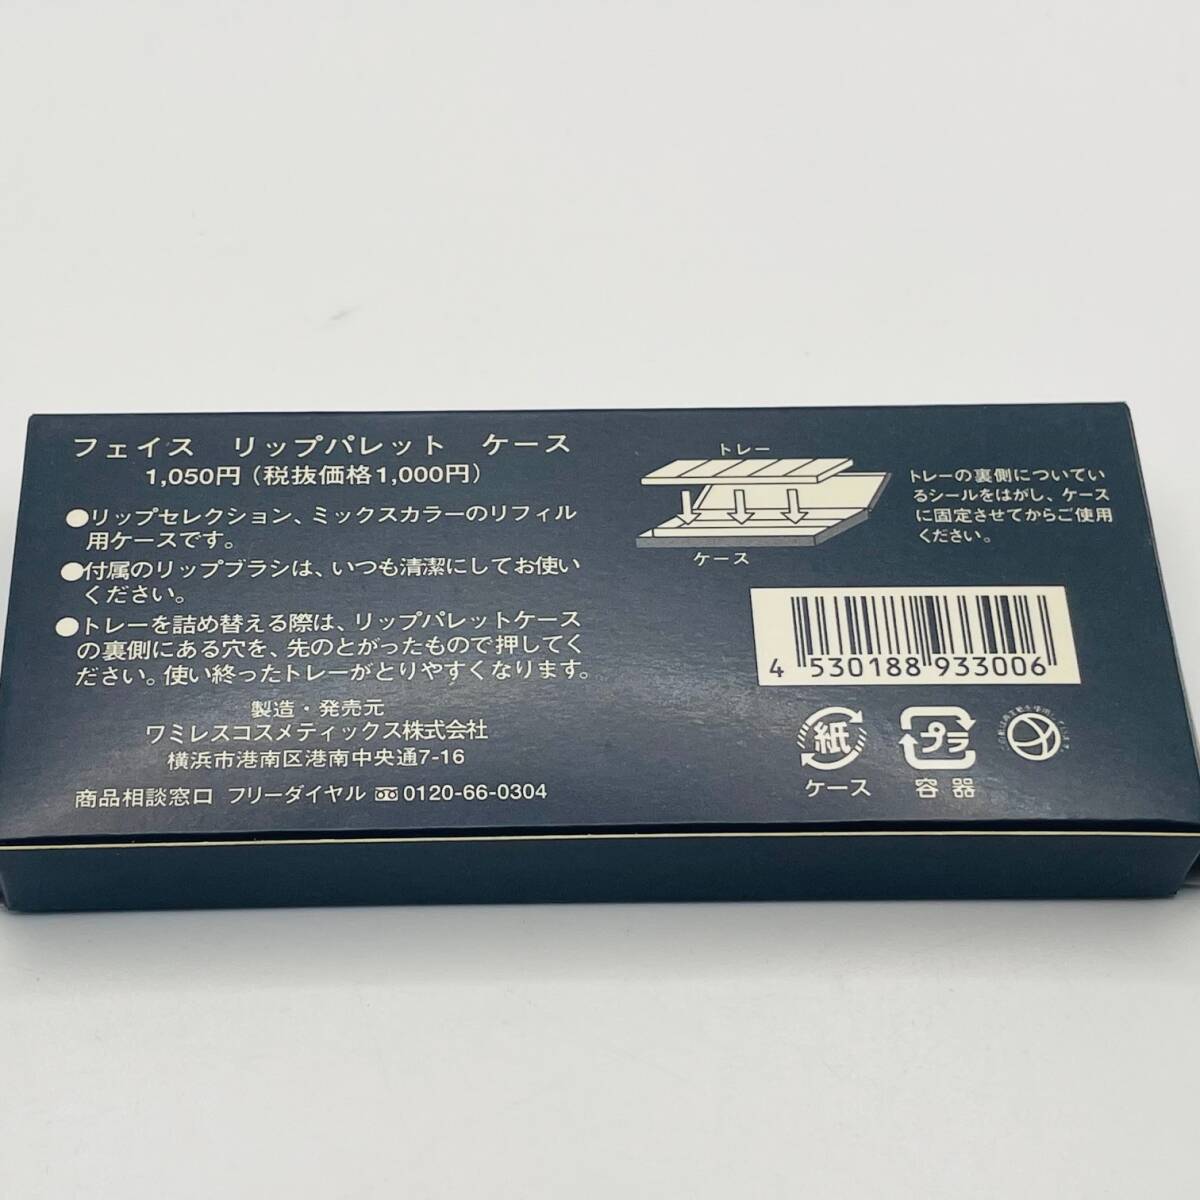 フェイス　リップパレット　ケース
1,050円（税抜価格1,000円）
●リップセレクション、ミックスカラーのリフィル
用ケースです。
●付属のリップブラシは、いつも清潔にしてお使い
ください。
●トレーを詰め替える際は、リップパレットケース
の裏側にある穴を、先のとがったもので押してく
ださい。使い終ったトレーがとりやすくなります。
製造・発売元
ワミレスコスメティックス株式会社
横浜市港南区港南中央通7-16
商品相談窓口　フリーダイヤル 0120-66-0304
トレー
ケース
トレーの裏側についてい
るシールをはがし、ケース
に固定させてからご使用
ください。
4 530188 933006
紙
ケース
プラ
容器